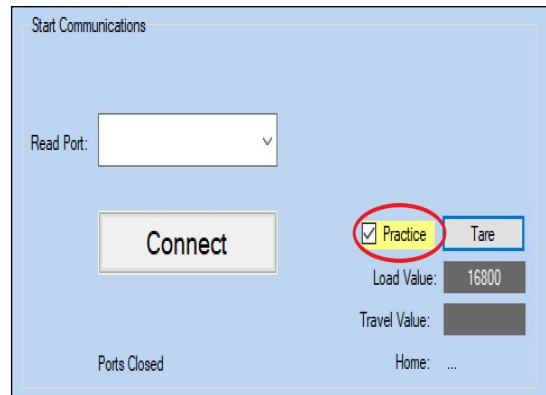 Start Communications
Read Port:
Connect
Practice
Tare
Load Value: 16800
Travel Value:
Ports Closed
Home: ...